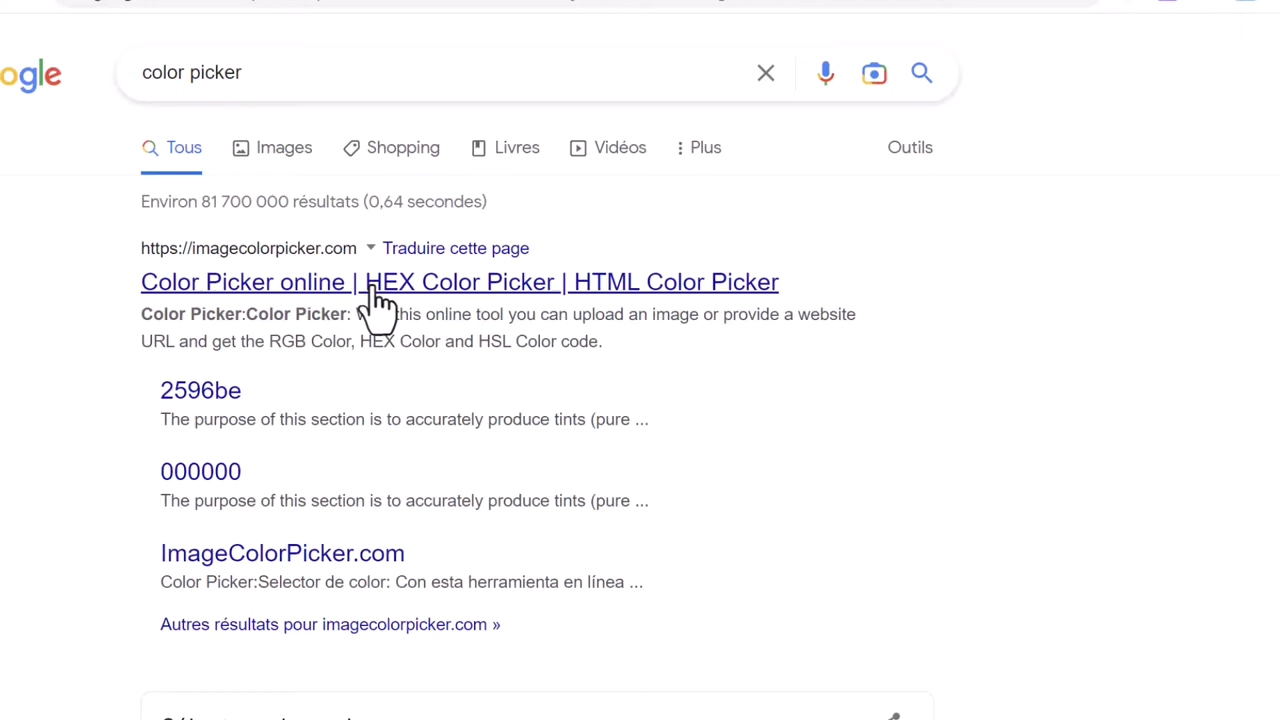 ogle
color picker
Tous Images Shopping Livres Vidéos Plus Outils
Environ 81 700 000 résultats (0,64 secondes)
https://imagecolorpicker.com Traduire cette page
Color Picker online | HEX Color Picker | HTML Color Picker
Color Picker:Color Picker: this online tool you can upload an image or provide a website
URL and get the RGB Color, HEX Color and HSL Color code.
2596be
The purpose of this section is to accurately produce tints (pure ...
000000
The purpose of this section is to accurately produce tints (pure ...
ImageColorPicker.com
Color Picker:Selector de color: Con esta herramienta en línea ...
Autres résultats pour imagecolorpicker.com »